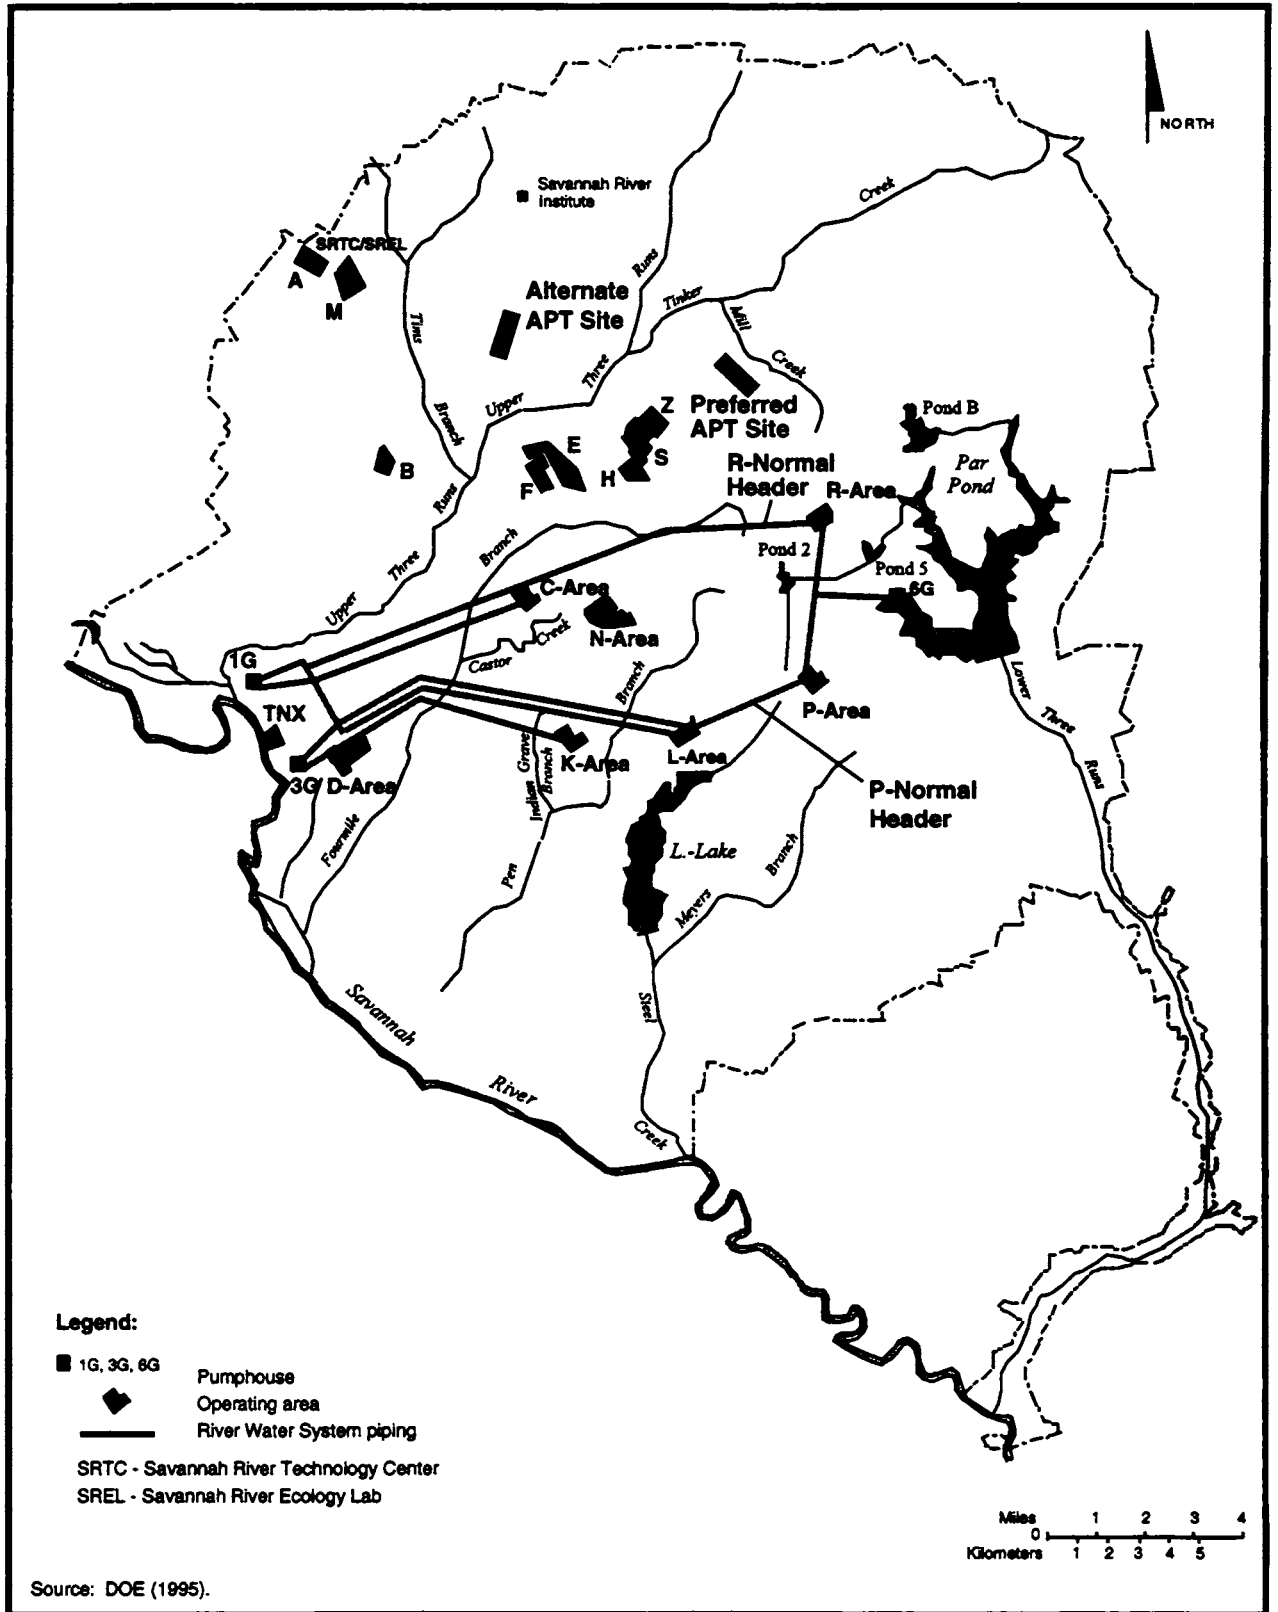 NORTH
Savannah River
Institute
Creek
SRTC/SREL
A
M
Runs
Alternate
APT Site
Tinker
Mill
Creek
Tims
Three
Upper
Branch
Z
Preferred
APT Site
Pond B
E
S
B
F
H
Par
Pond
R-Normal
Header
R-Area
Runs
Branch
Pond 2
Three
Pond 5
6G
C-Area
Upper
N-Area
Creek
Castor
1G
Branch
Lower
Three
Runs
TNX
P-Area
3G
D-Area
Grave
Indian
Branch
K-Area
L-Area
P-Normal
Header
Fourmile
L.-Lake
Branch
Pen
Meyers
Steel
Savannah
River
Creek
Legend:
1G, 3G, 6G
Pumphouse
Operating area
River Water System piping
SRTC - Savannah River Technology Center
SREL - Savannah River Ecology Lab
Miles 1 2 3 4
0
Kilometers 1 2 3 4 5
Source: DOE (1995).